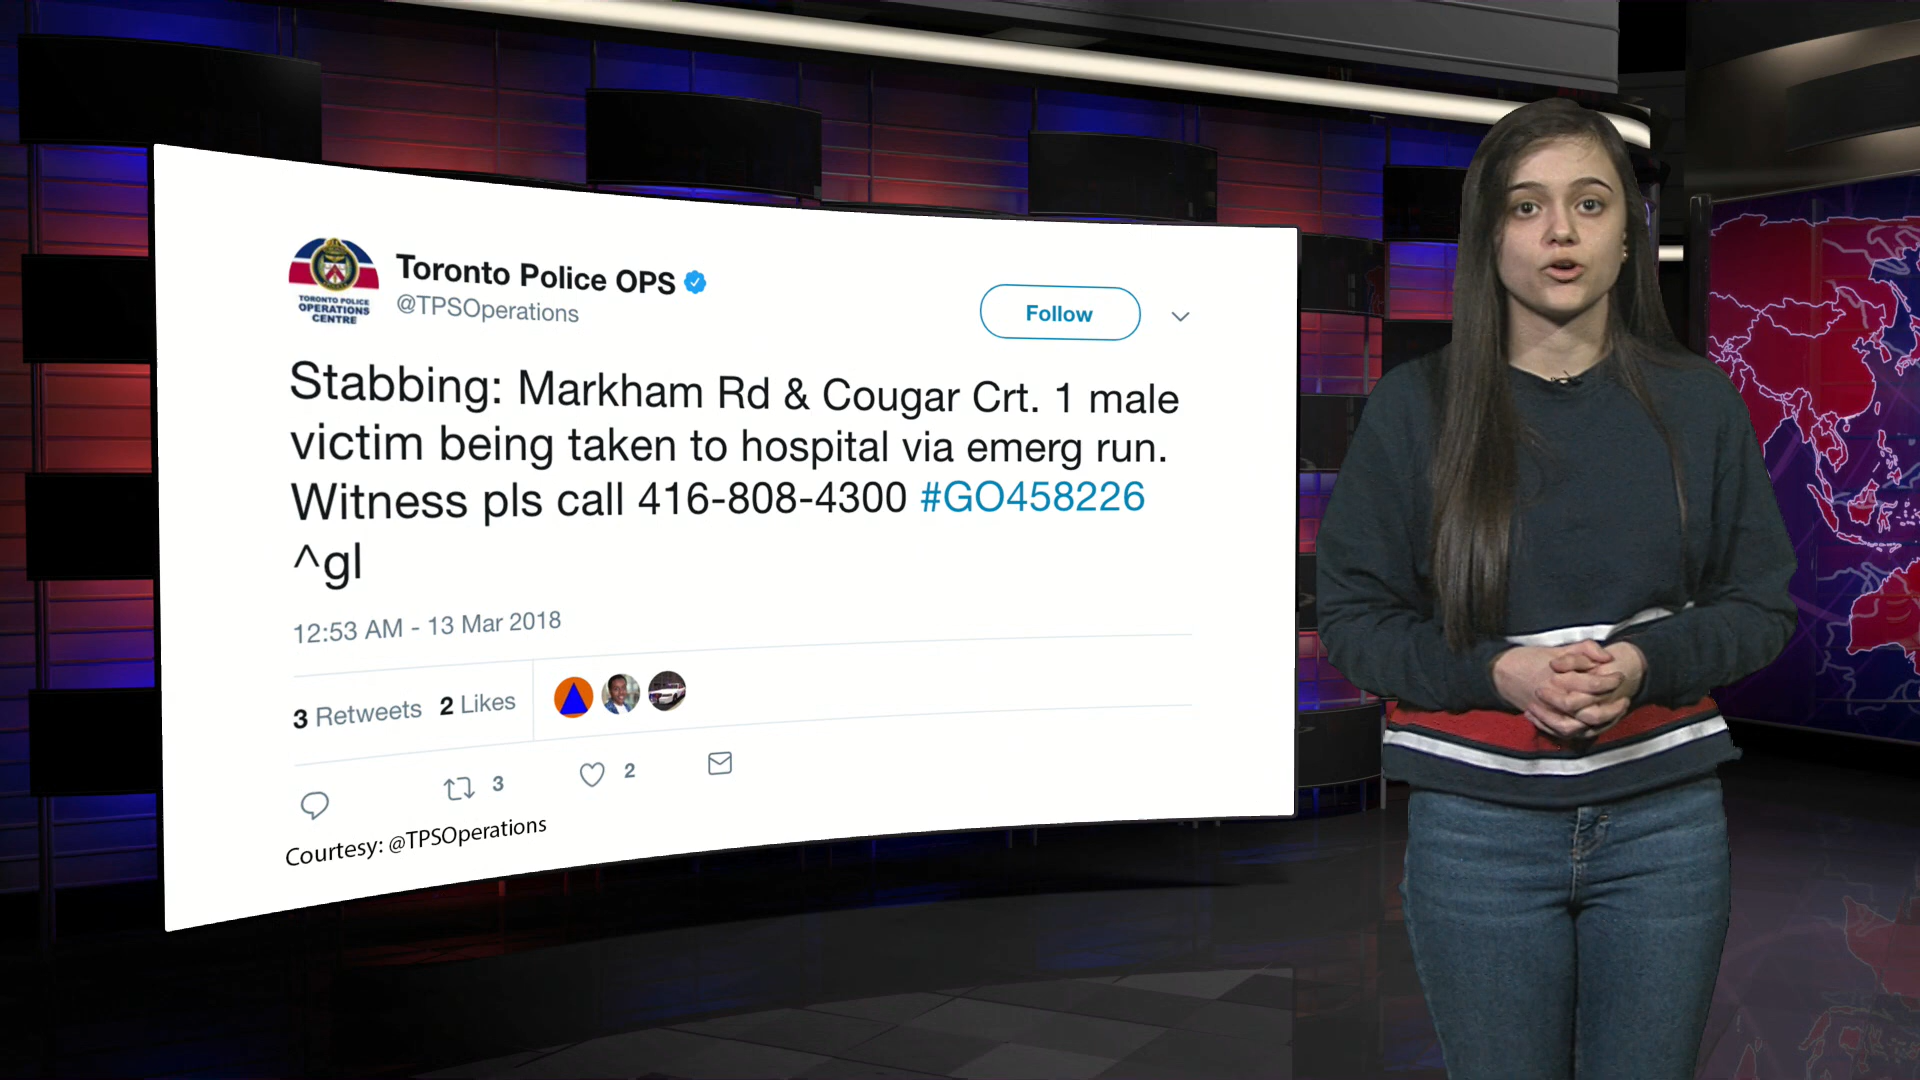 Toronto Police OPS
@TPSOperations
TORONTO POLICE
OPERATIONS
CENTRE
Follow
Stabbing: Markham Rd & Cougar Crt. 1 male
victim being taken to hospital via emerg run.
Witness pls call 416-808-4300 #GO458226
^gl
12:53 AM - 13 Mar 2018
3 Retweets 2 Likes
3 2
Courtesy: @TPSOperations